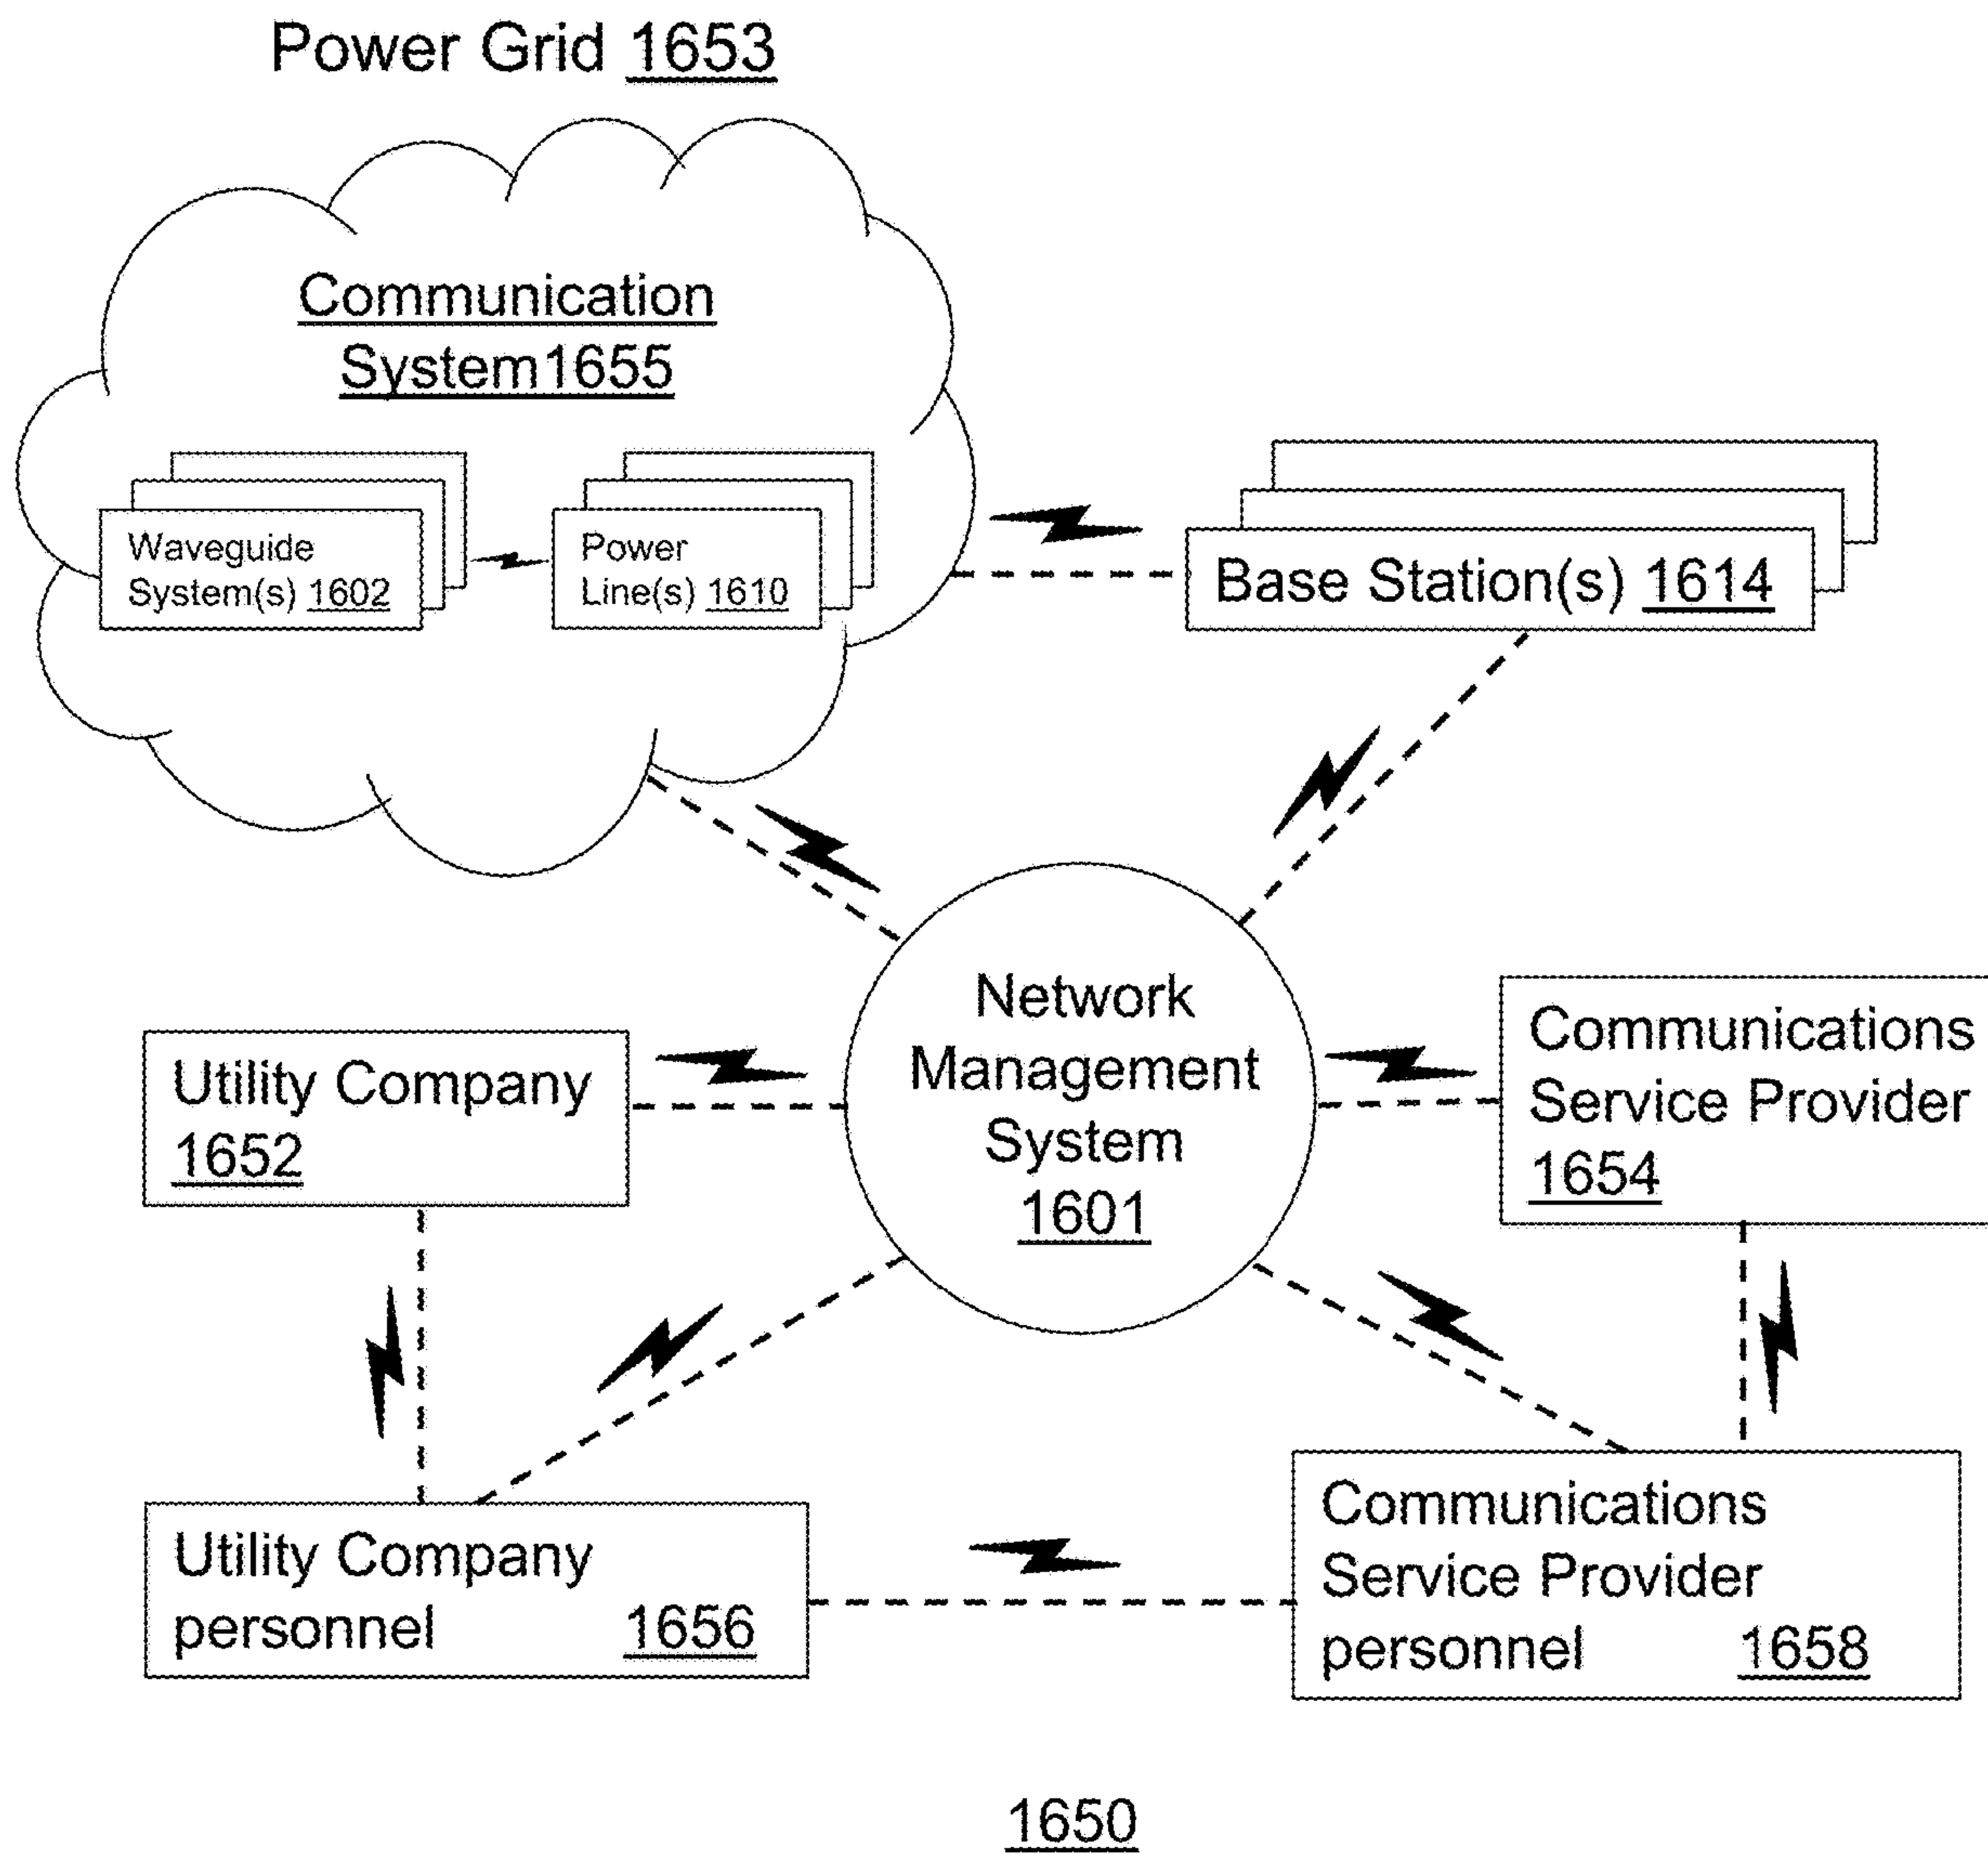 Power Grid 1653
Communication
System1655
Waveguide
System(s) 1602
Power
Line(s) 1610
Base Station(s) 1614
Network
Management
System
1601
Utility Company
1652
Communications
Service Provider
1654
Utility Company
personnel 1656
Communications
Service Provider
personnel 1658
1650